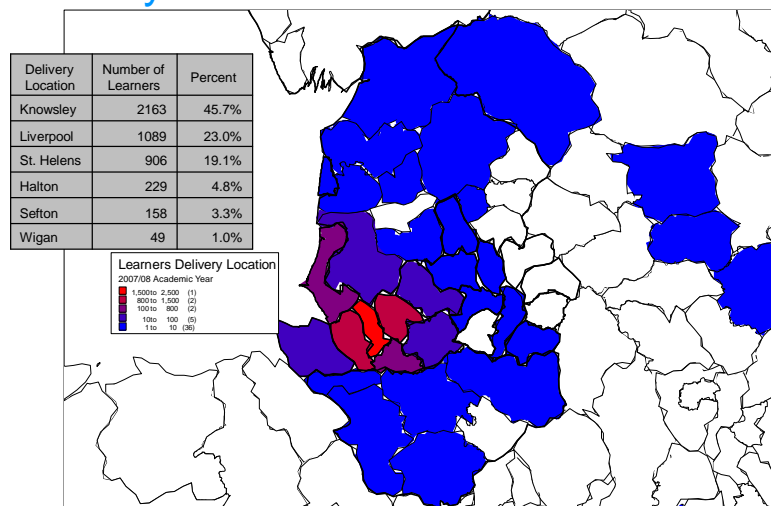 y
Delivery Location Number of Learners Percent
Knowsley 2163 45.7%
Liverpool 1089 23.0%
St. Helens 906 19.1%
Halton 229 4.8%
Sefton 158 3.3%
Wigan 49 1.0%
Learners Delivery Location
2007/08 Academic Year
1,500 to 2,500 (1)
800 to 1,500 (2)
100 to 800 (2)
10 to 100 (5)
1 to 10 (36)